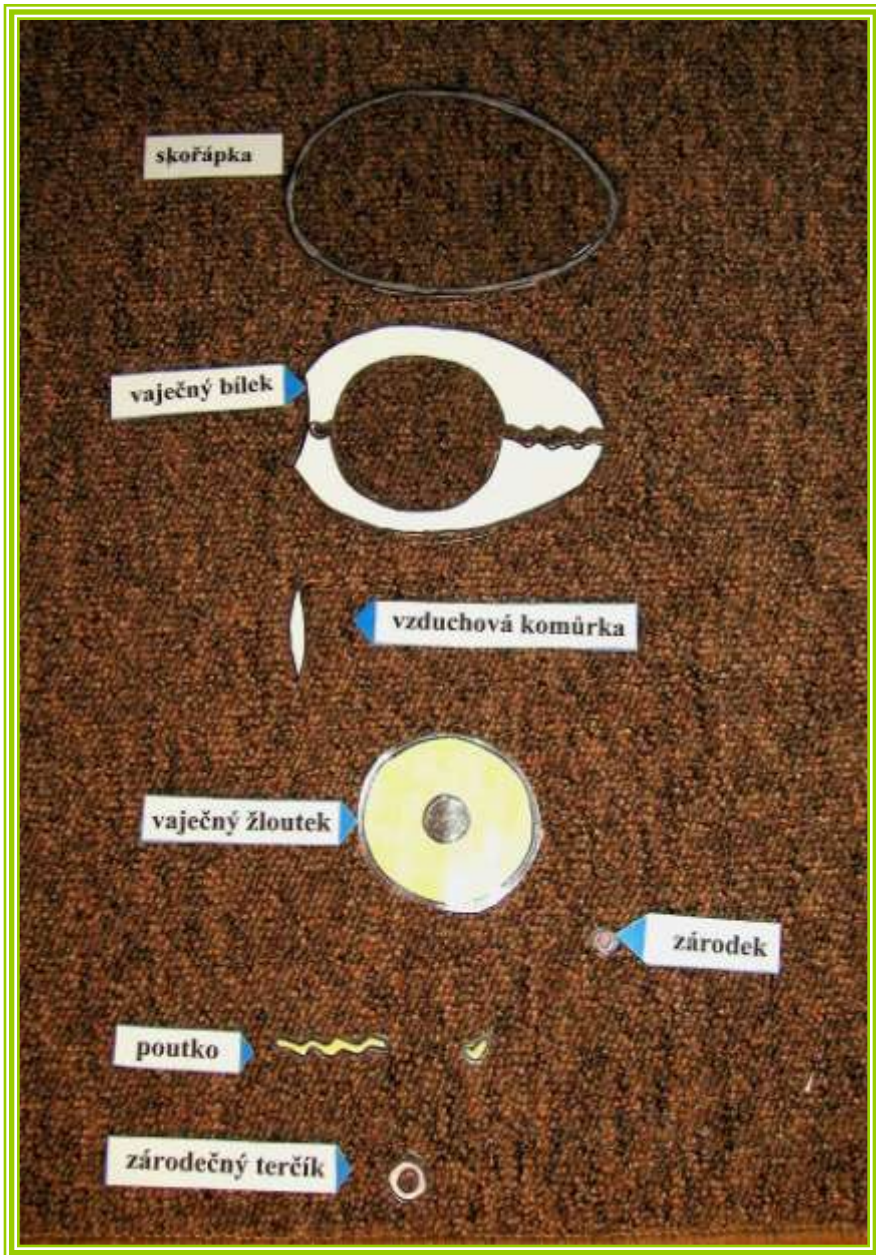 skořápka
vaječný bílek
vzduchová komůrka
vaječný žloutek
zárodek
poutko
zárodečný terčík